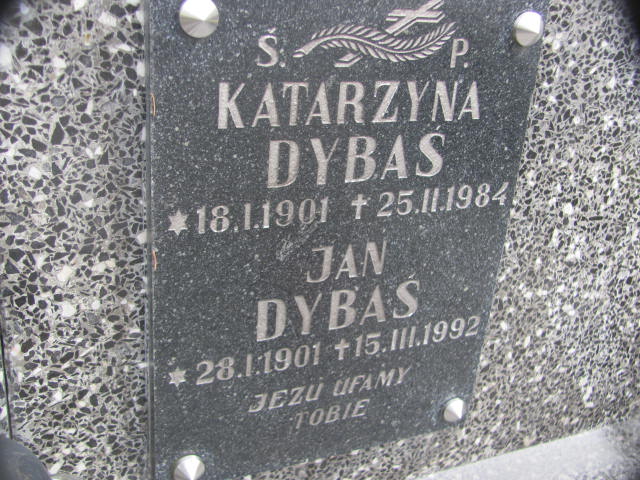 Ś. P.
KATARZYNA
DYBAŚ
* 18.I.1901 ✝ 25.II.1984
JAN
DYBAŚ
* 28.I.1901 ✝ 15.III.1992
JEZU UFAMY
TOBIE